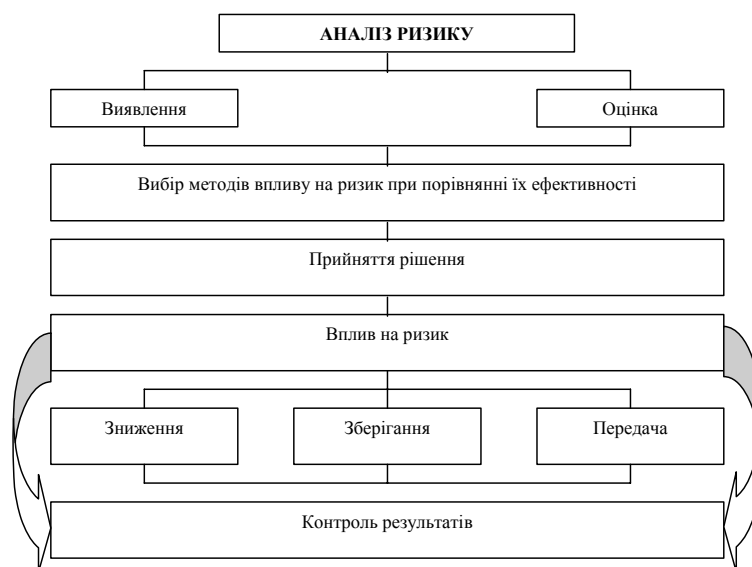 АНАЛІЗ РИЗИКУ
Виявлення
Оцінка
Вибір методів впливу на ризик при порівнянні їх ефективності
Прийняття рішення
Вплив на ризик
Зниження
Зберігання
Передача
Контроль результатів